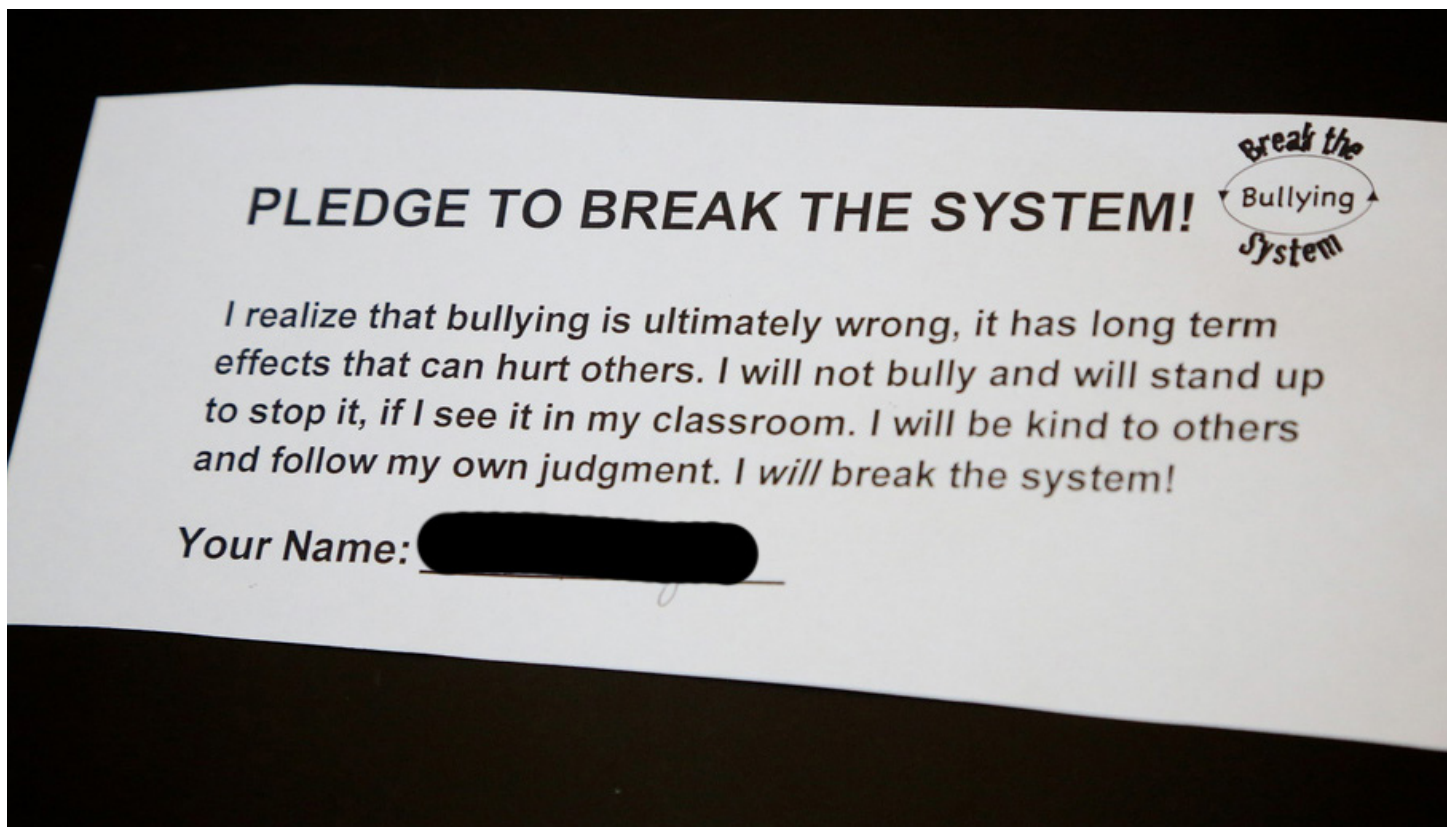 Break the
Bullying
System
PLEDGE TO BREAK THE SYSTEM!
I realize that bullying is ultimately wrong, it has long term
effects that can hurt others. I will not bully and will stand up
to stop it, if I see it in my classroom. I will be kind to others
and follow my own judgment. I will break the system!
Your Name: